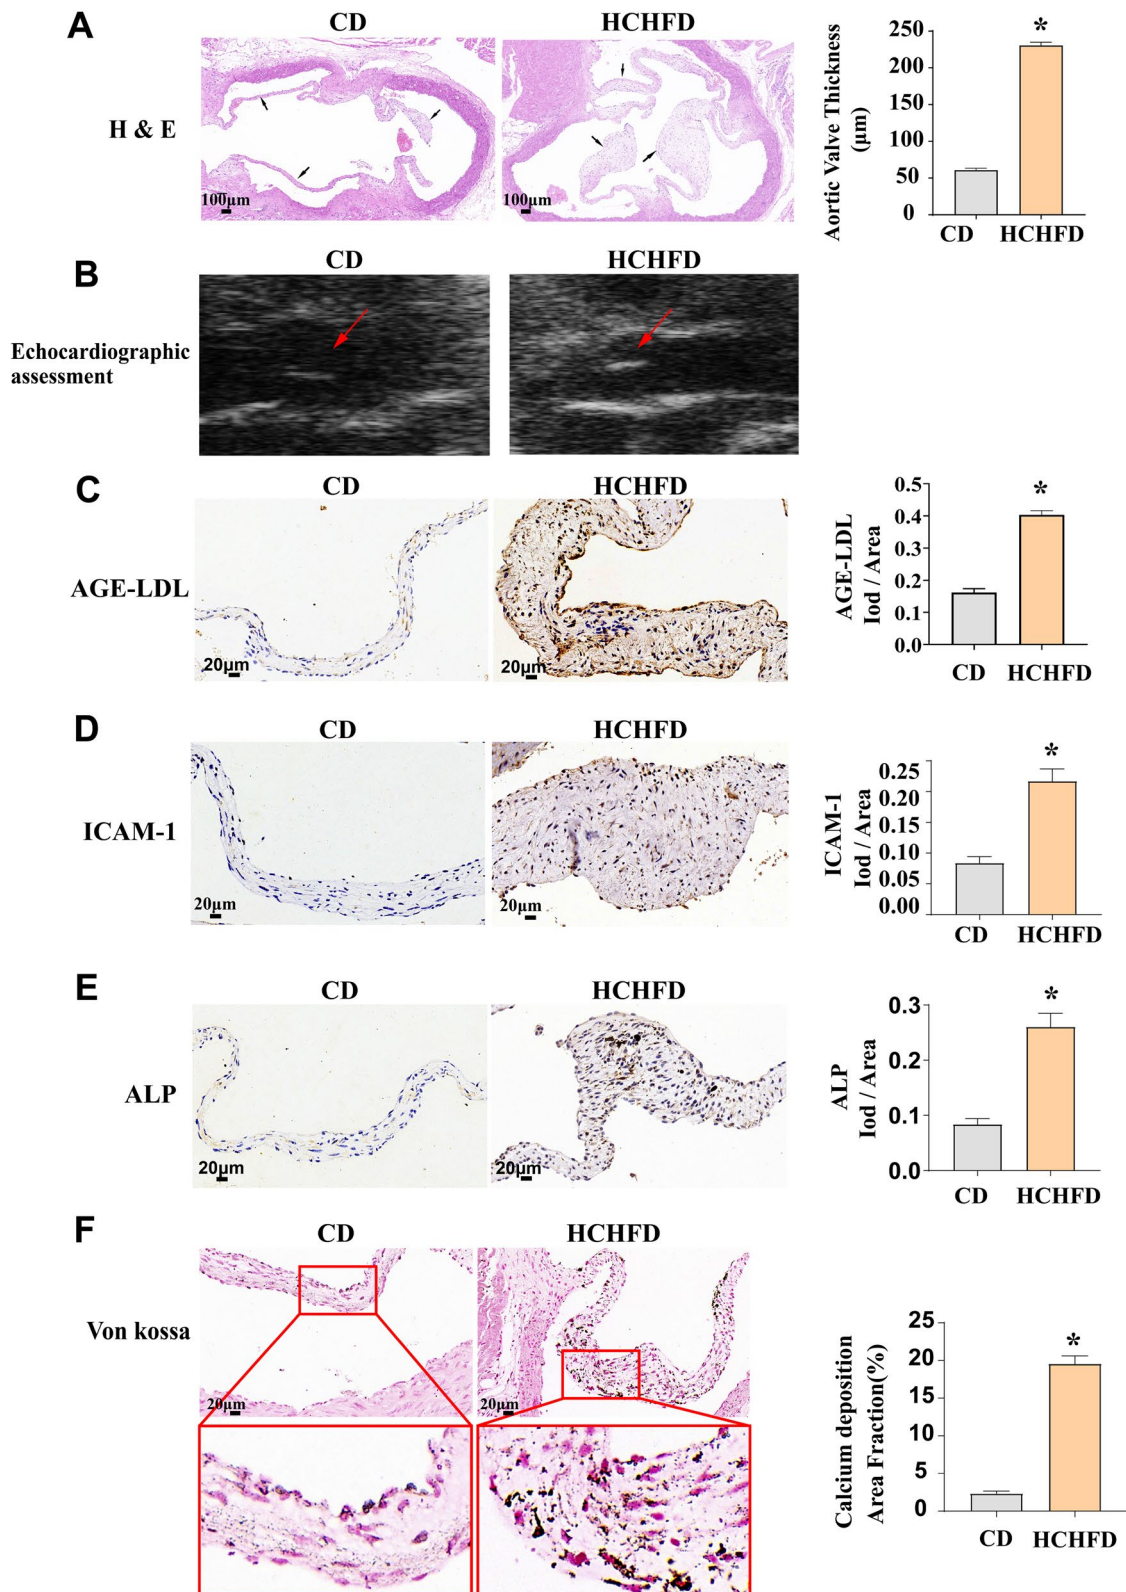 A
CD
HCHFD
H & E
100µm
100µm
Aortic Valve Thickness
(µm)
250
200
150
100
50
0
*
CD
HCHFD
B
CD
HCHFD
Echocardiographic
assessment
C
CD
HCHFD
AGE-LDL
20µm
20µm
AGE-LDL
Iod / Area
0.5
0.4
0.3
0.2
0.1
0.0
*
CD
HCHFD
D
CD
HCHFD
ICAM-1
20µm
20µm
ICAM-1
Iod / Area
0.25
0.20
0.15
0.10
0.05
0.00
*
CD
HCHFD
E
CD
HCHFD
ALP
20µm
20µm
ALP
Iod / Area
0.3
0.2
0.1
0.0
*
CD
HCHFD
F
CD
HCHFD
Von kossa
20µm
20µm
Calcium deposition
Area Fraction(%)
25
20
15
10
5
0
*
CD
HCHFD